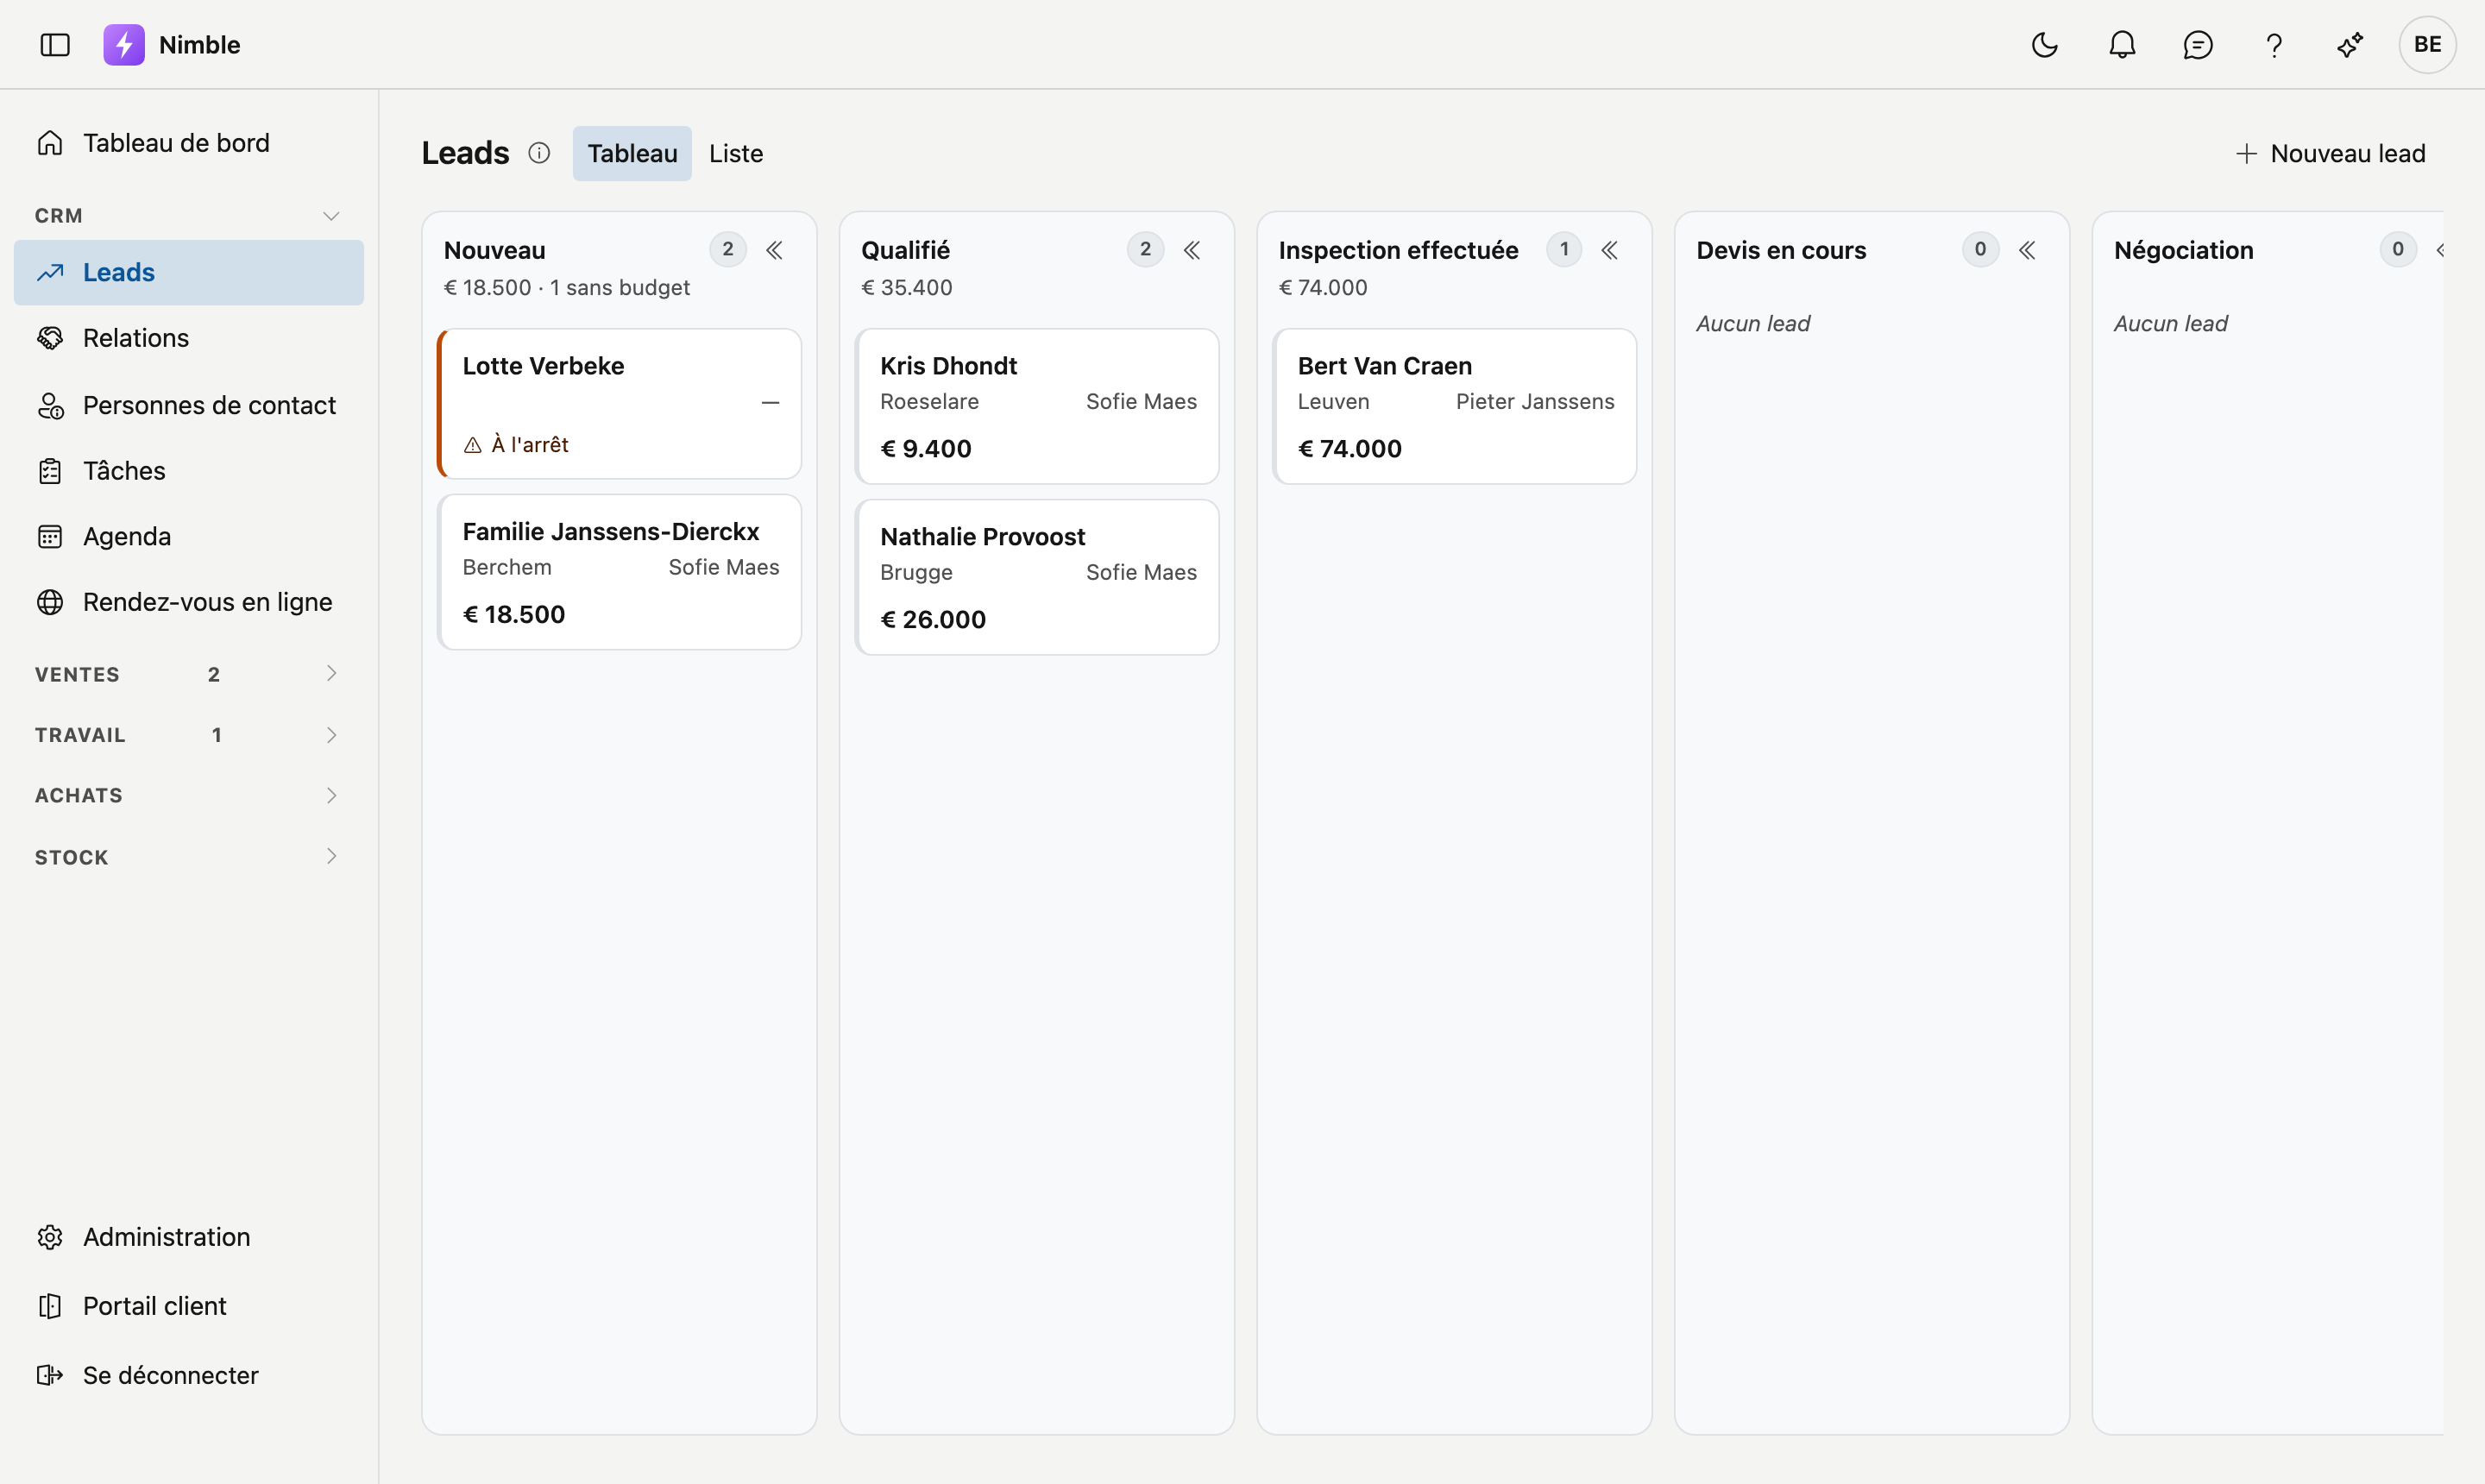 Nimble
BE
Tableau de bord
CRM
Leads
Relations
Personnes de contact
Tâches
Agenda
Rendez-vous en ligne
VENTES 2
TRAVAIL 1
ACHATS
STOCK
Administration
Portail client
Se déconnecter
Leads Tableau Liste
+ Nouveau lead
Nouveau 2
€ 18.500 · 1 sans budget
Lotte Verbeke
—
À l'arrêt
Familie Janssens-Dierckx
Berchem Sofie Maes
€ 18.500
Qualifié 2
€ 35.400
Kris Dhondt
Roeselare Sofie Maes
€ 9.400
Nathalie Provoost
Brugge Sofie Maes
€ 26.000
Inspection effectuée 1
€ 74.000
Bert Van Craen
Leuven Pieter Janssens
€ 74.000
Devis en cours 0
Aucun lead
Négociation 0
Aucun lead